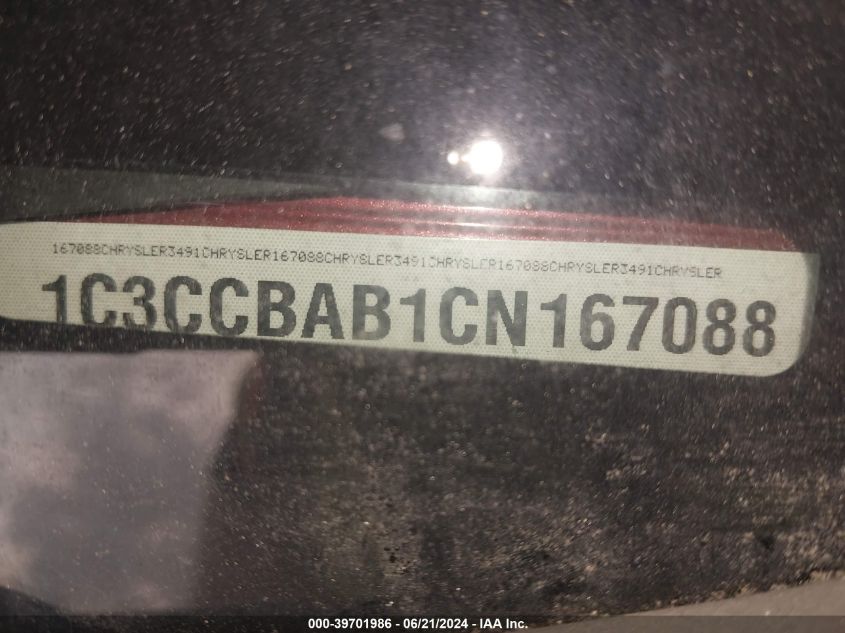 167088CHRYSLER3491CHRYSLER167088CHRYSLER3491CHRYSLER167088CHRYSLER3491CHRYSLER
1C3CCBAB1CN167088
000-39701986 - 06/21/2024 - IAA Inc.